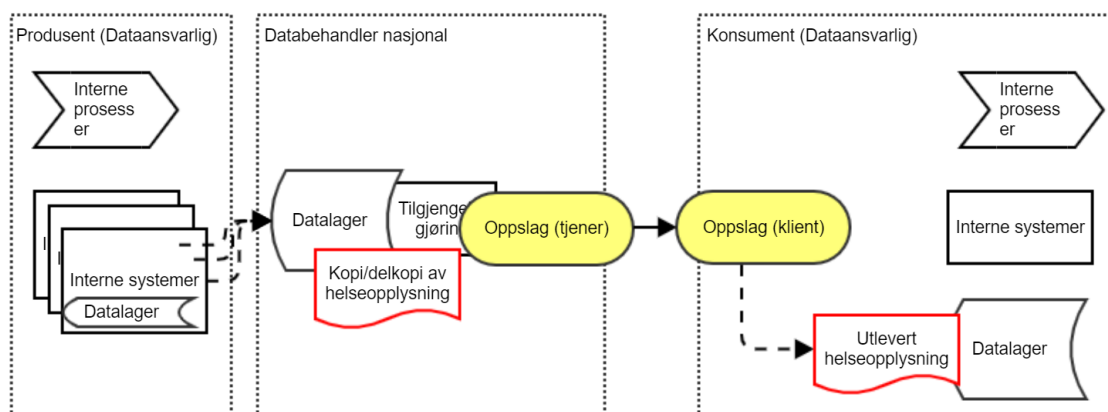 Produsent (Dataansvarlig)
Interne
prosess
er
Interne systemer
Datalager
Databehandler nasjonal
Datalager
Oppslag (tjener)
Kopi/delkopi av
helseopplysning
Konsument (Dataansvarlig)
Interne
prosess
er
Oppslag (klient)
Interne systemer
Utlevert
helseopplysning
Datalager